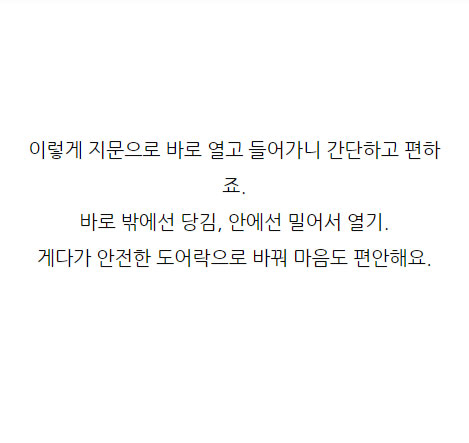 이렇게 지문으로 바로 열고 들어가니 간단하고 편하
죠.
바로 밖에선 당김, 안에선 밀어서 열기.
게다가 안전한 도어락으로 바꿔 마음도 편안해요.